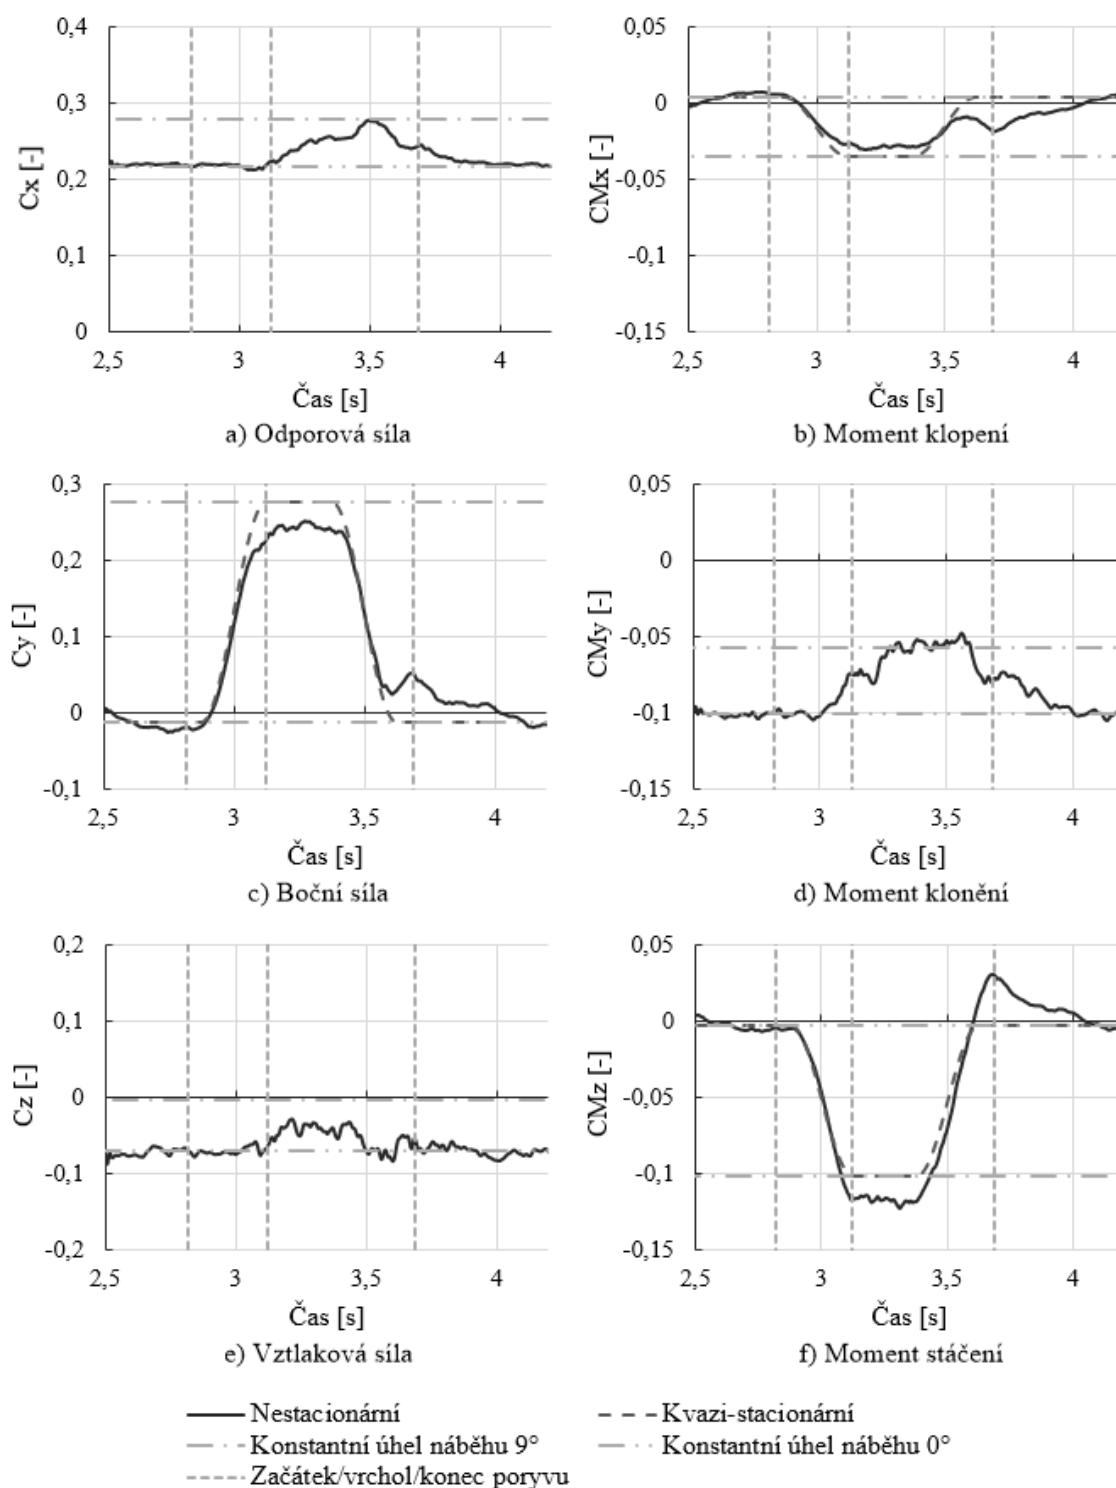 0,4
0,3
0,2
0,1
0
Cx [-]
2,5 3 3,5 4
Čas [s]
a) Odporová síla
0,05
0
-0,05
-0,1
-0,15
CMx [-]
2,5 3 3,5 4
Čas [s]
b) Moment klopení
0,3
0,2
0,1
0
-0,1
Cy [-]
2,5 3 3,5 4
Čas [s]
c) Boční síla
0,05
0
-0,05
-0,1
-0,15
CMy [-]
2,5 3 3,5 4
Čas [s]
d) Moment klonění
0,2
0,1
0
-0,1
-0,2
Cz [-]
2,5 3 3,5 4
Čas [s]
e) Vztlaková síla
0,05
0
-0,05
-0,1
-0,15
CMz [-]
2,5 3 3,5 4
Čas [s]
f) Moment stáčení
Nestacionární
Kvazi-stacionární
Konstantní úhel náběhu 9°
Konstantní úhel náběhu 0°
Začátek/vrchol/konec poryvu